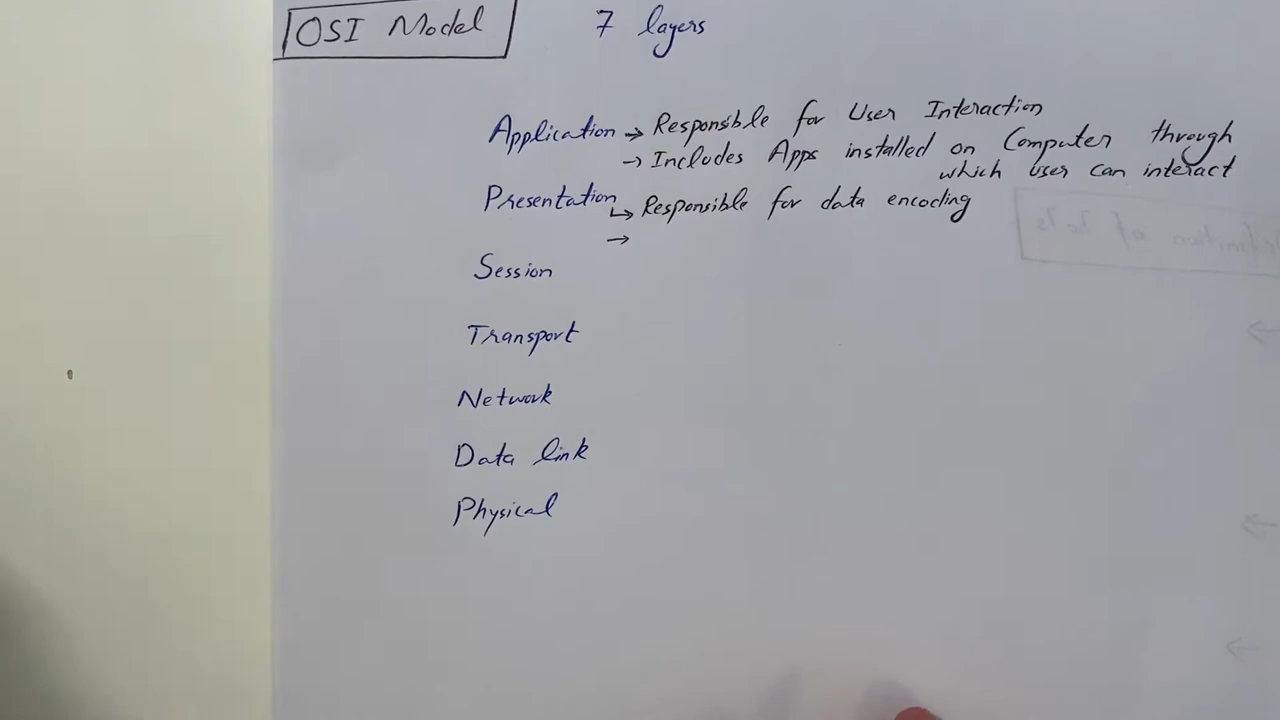 OSI Model 7 layers
Application → Responsible for User Interaction
→ Includes Apps installed on Computer through
which user can interact
Presentation
↳ Responsible for data encoding
→
Session
Transport
Network
Data link
Physical